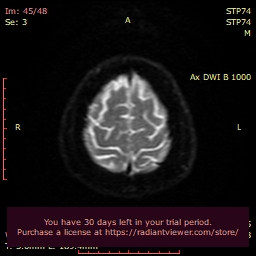 Im: 45/48
Se: 3
A
STP74
STP74
M
Ax DWI B 1000
R
L
You have 30 days left in your trial period.
Purchase a license at https://radiantviewer.com/store/